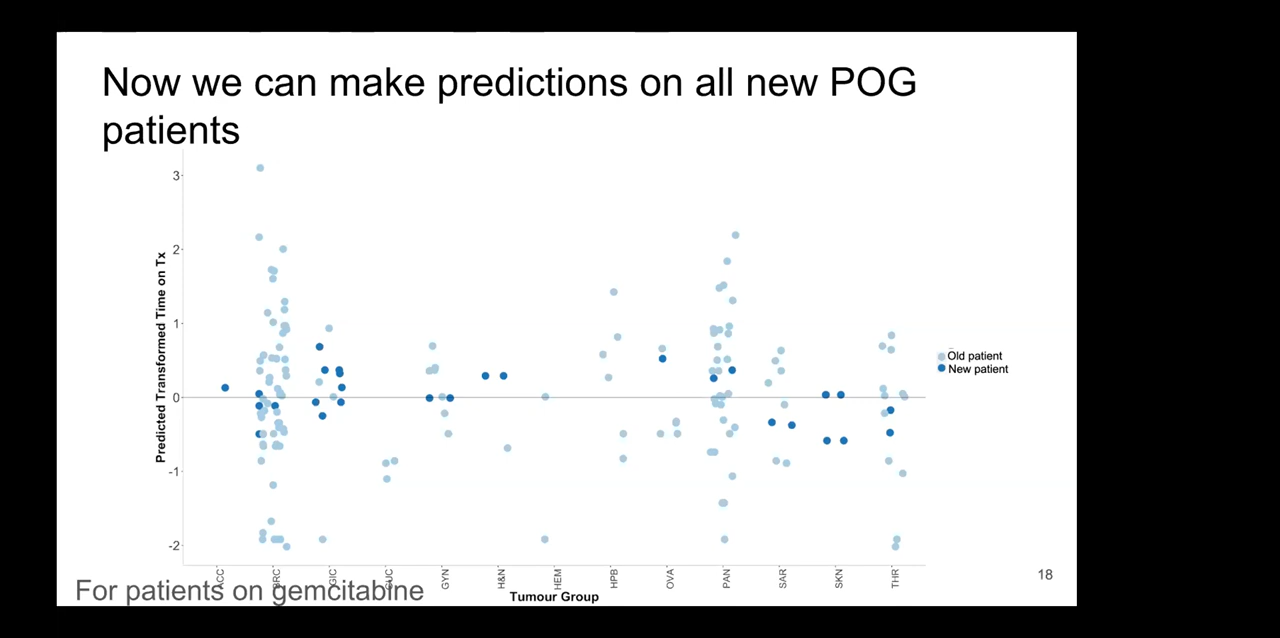 Now we can make predictions on all new POG
patients
Predicted Transformed Time on Tx
3
2
1
0
-1
-2
Old patient
New patient
ACC
BRC
GIC
GUC
GYN
H&N
HEM
HPB
OVA
PAN
SAR
SKN
THR
Tumour Group
For patients on gemcitabine
18